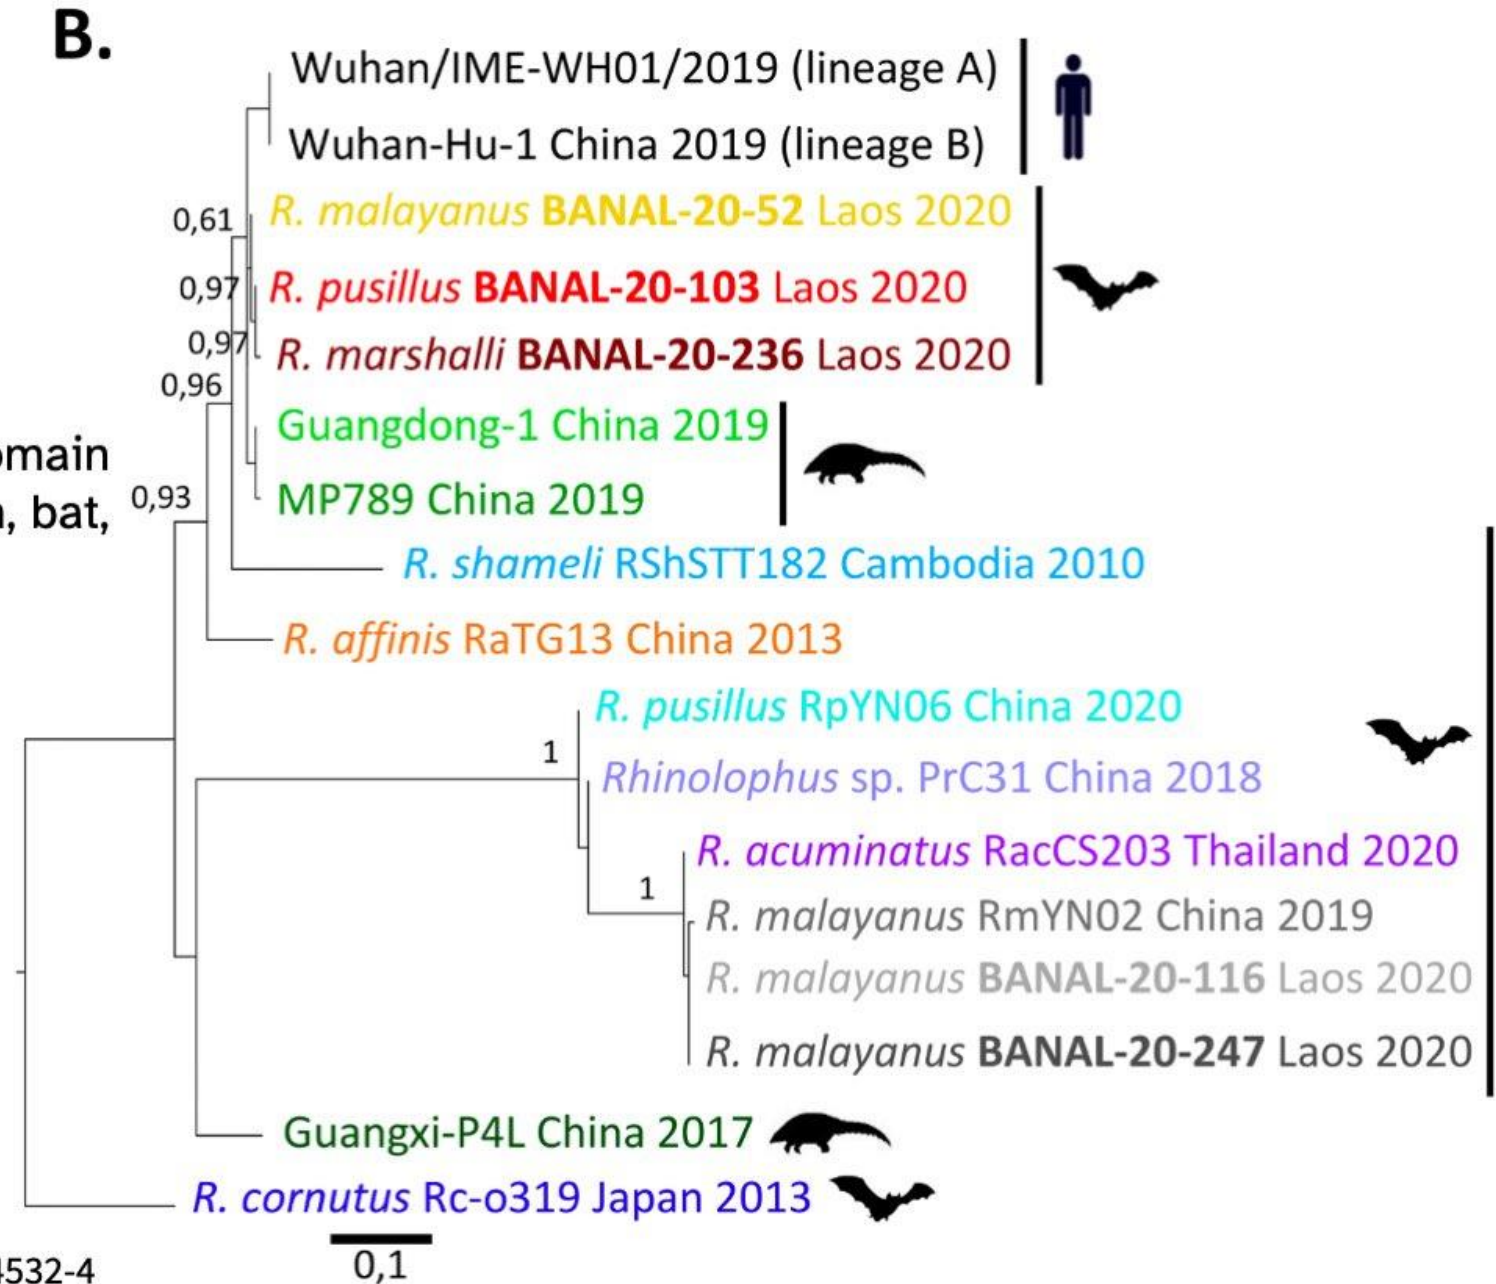 B.
Wuhan/IME-WH01/2019 (lineage A)
Wuhan-Hu-1 China 2019 (lineage B)
0,61
R. malayanus BANAL-20-52 Laos 2020
0,97
R. pusillus BANAL-20-103 Laos 2020
0,97
R. marshalli BANAL-20-236 Laos 2020
0,96
Guangdong-1 China 2019
omain
0,93
MP789 China 2019
, bat,
R. shameli RShSTT182 Cambodia 2010
R. affinis RaTG13 China 2013
R. pusillus RpYN06 China 2020
1
Rhinolophus sp. PrC31 China 2018
R. acuminatus RacCS203 Thailand 2020
1
R. malayanus RmYN02 China 2019
R. malayanus BANAL-20-116 Laos 2020
R. malayanus BANAL-20-247 Laos 2020
Guangxi-P4L China 2017
R. cornutus Rc-o319 Japan 2013
0,1
4532-4